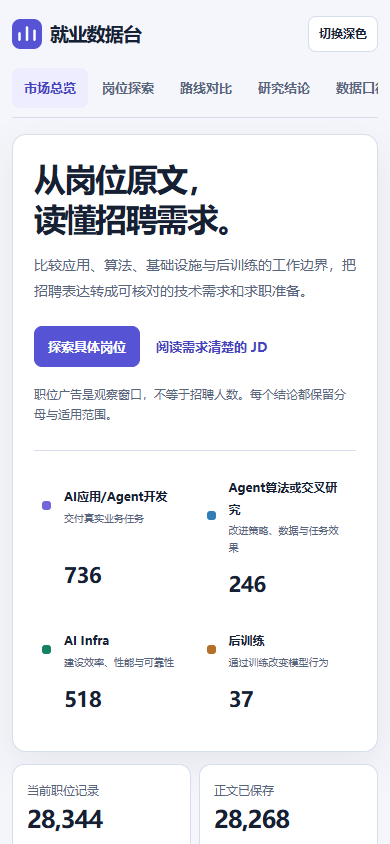 就业数据台
切换深色
市场总览 岗位探索 路线对比 研究结论 数据口
从岗位原文，
读懂招聘需求。
比较应用、算法、基础设施与后训练的工作边界，把
招聘表达转成可核对的技术需求和求职准备。
探索具体岗位 阅读需求清楚的 JD
职位广告是观察窗口，不等于招聘人数。每个结论都保留分
母与适用范围。
AI应用/Agent开发
交付真实业务任务
736
Agent算法或交叉研
究
改进策略、数据与任务效
果
246
AI Infra
建设效率、性能与可靠性
518
后训练
通过训练改变模型行为
37
当前职位记录
28,344
正文已保存
28,268